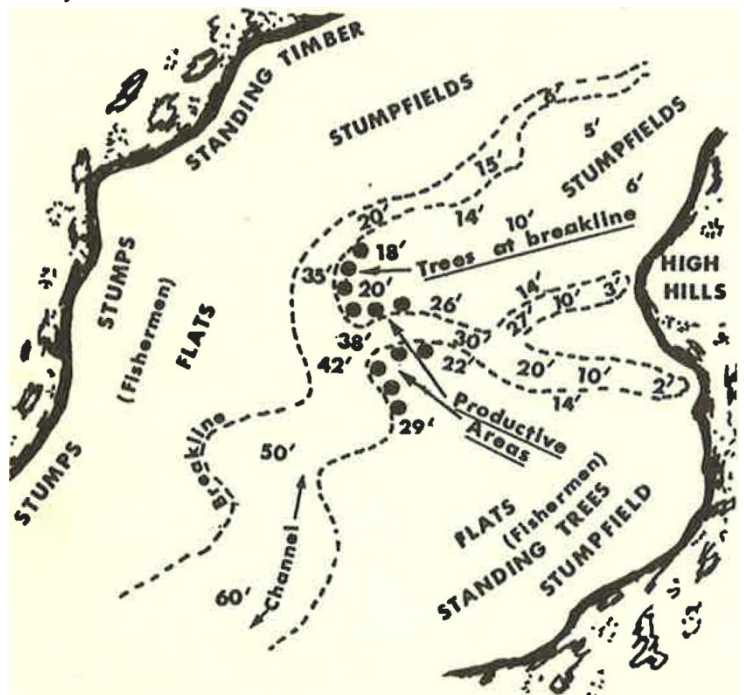 STANDING TIMBER
STUMPFIELDS
6'
5'
15'
STUMPFIELDS
6'
20'
14'
10'
18'
Trees at breakline
35'
20'
STUMPS
(Fishermen)
FLATS
HIGH
HILLS
14'
10'
3'
26'
27'
38'
30'
42'
22'
20'
10'
2'
14'
Productive
Areas
29'
Breakline
50'
STUMPS
Channel
60'
FLATS
(Fishermen)
STANDING TREES
STUMPFIELD